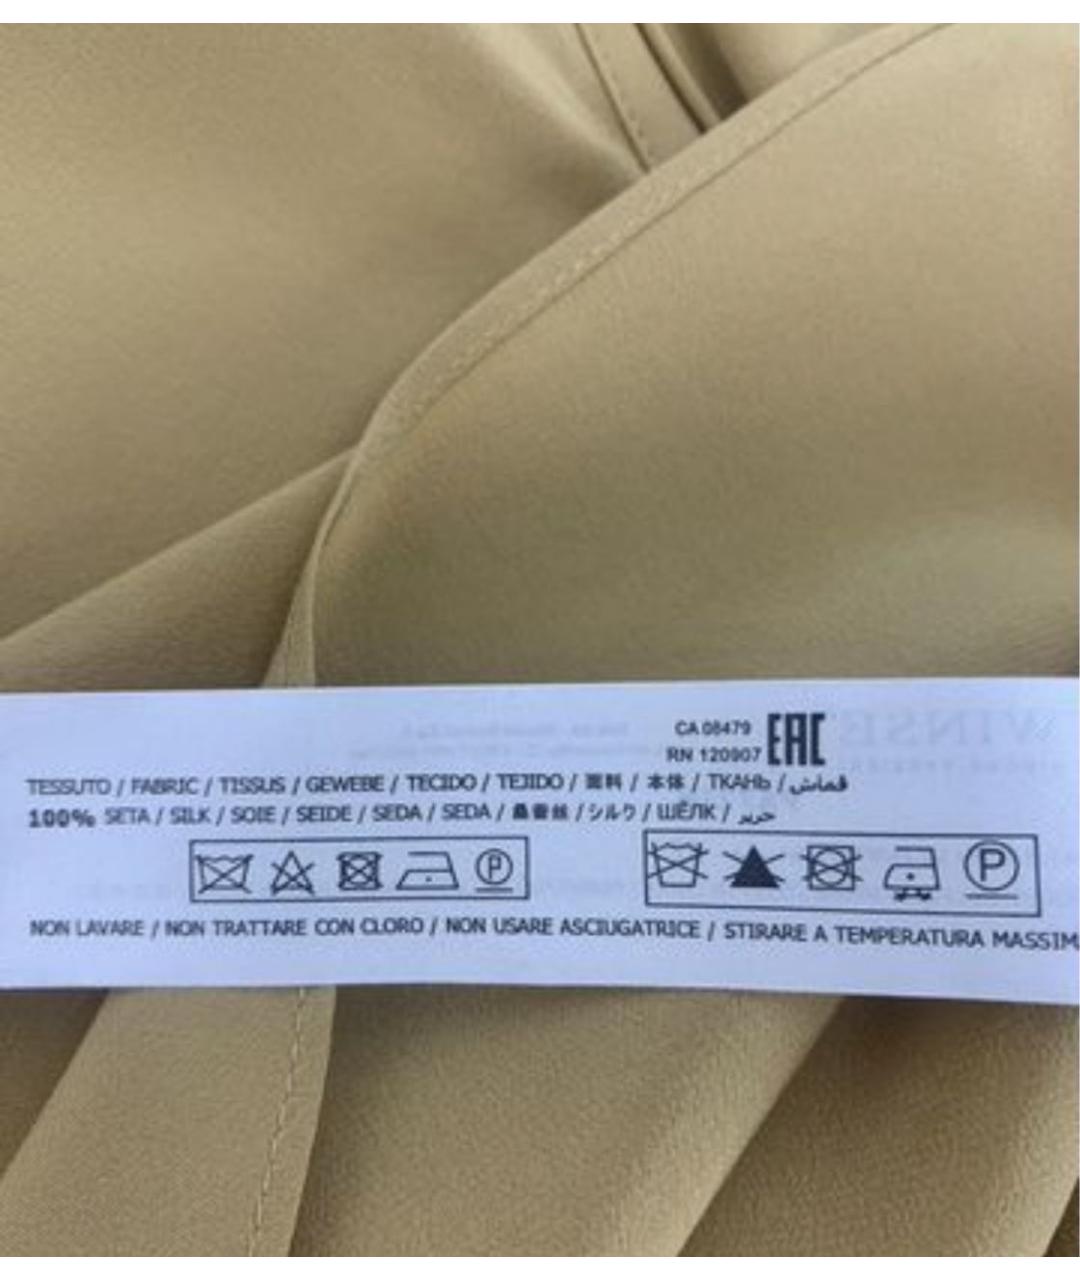 CA 08479
RN 120907 EAC
TESSUTO / FABRIC / TISSUS / GEWEBE / TECIDO / TEJIDO / 面料 / 本体 / ТКАНЬ / قماش
100% SETA / SILK / SOIE / SEIDE / SEDA / SEDA / 桑蚕丝 / シルク / ШЁЛК / حرير
P P
NON LAVARE / NON TRATTARE CON CLORO / NON USARE ASCIUGATRICE / STIRARE A TEMPERATURA MASSIM